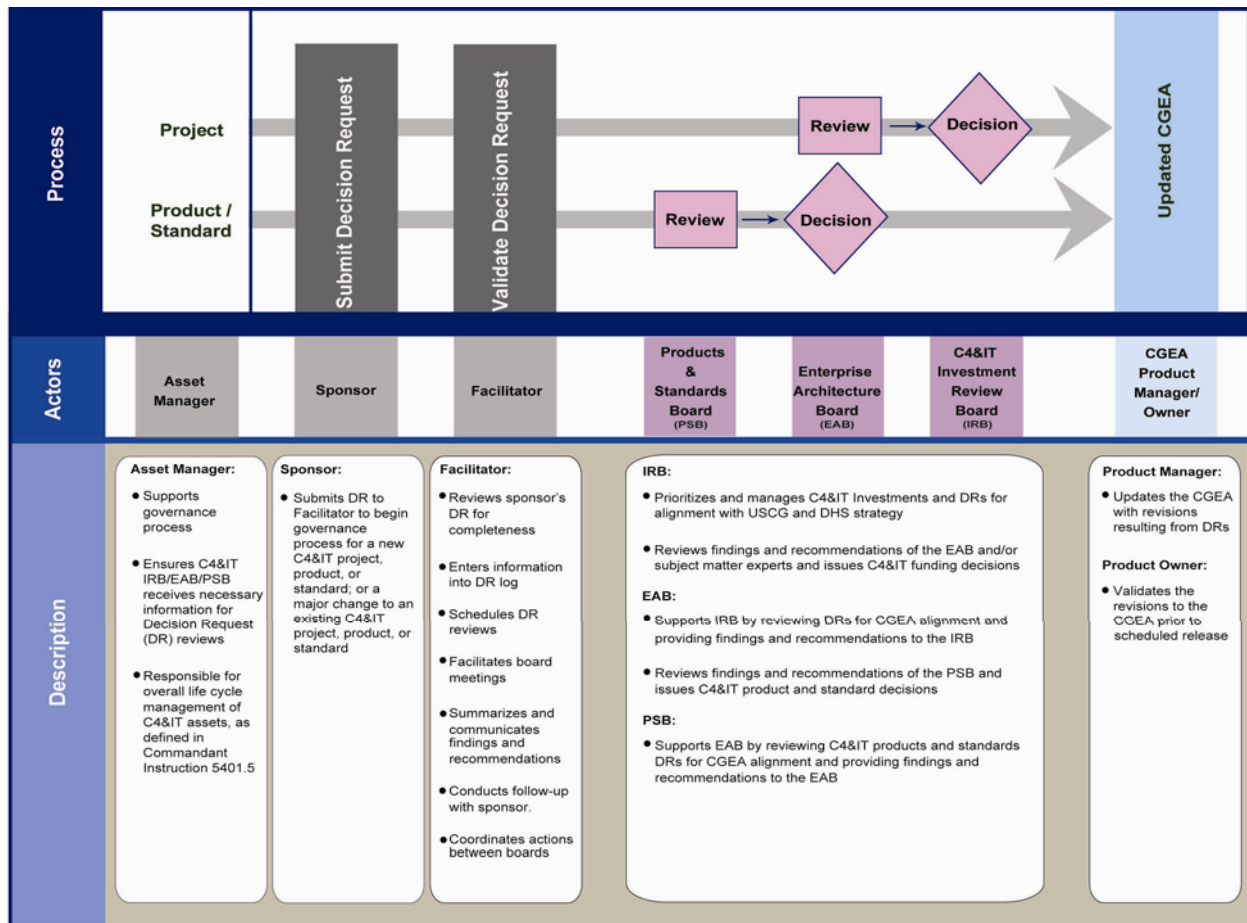 Process
Project
Product /
Standard
Submit Decision Request
Validate Decision Request
Review
Decision
Review
Decision
Updated CGEA
Actors
Asset
Manager
Sponsor
Facilitator
Products
&
Standards
Board
(PSB)
Enterprise
Architecture
Board
(EAB)
C4&IT
Investment
Review
Board
(IRB)
CGEA
Product
Manager/
Owner
Description
Asset Manager:
● Supports
governance
process
● Ensures C4&IT
IRB/EAB/PSB
receives necessary
information for
Decision Request
(DR) reviews
● Responsible for
overall life cycle
management of
C4&IT assets, as
defined in
Commandant
Instruction 5401.5
Sponsor:
● Submits DR to
Facilitator to begin
governance
process for a new
C4&IT project,
product, or
standard; or a
major change to an
existing C4&IT
project, product, or
standard
Facilitator:
● Reviews sponsor's
DR for
completeness
● Enters information
into DR log
● Schedules DR
reviews
● Facilitates board
meetings
● Summarizes and
communicates
findings and
recommendations
● Conducts follow-up
with sponsor.
● Coordinates actions
between boards
IRB:
● Prioritizes and manages C4&IT Investments and DRs for
alignment with USCG and DHS strategy
● Reviews findings and recommendations of the EAB and/or
subject matter experts and issues C4&IT funding decisions
EAB:
● Supports IRB by reviewing DRs for CGEA alignment and
providing findings and recommendations to the IRB
● Reviews findings and recommendations of the PSB and
issues C4&IT product and standard decisions
PSB:
● Supports EAB by reviewing C4&IT products and standards
DRs for CGEA alignment and providing findings and
recommendations to the EAB
Product Manager:
● Updates the CGEA
with revisions
resulting from DRs
Product Owner:
● Validates the
revisions to the
CGEA prior to
scheduled release